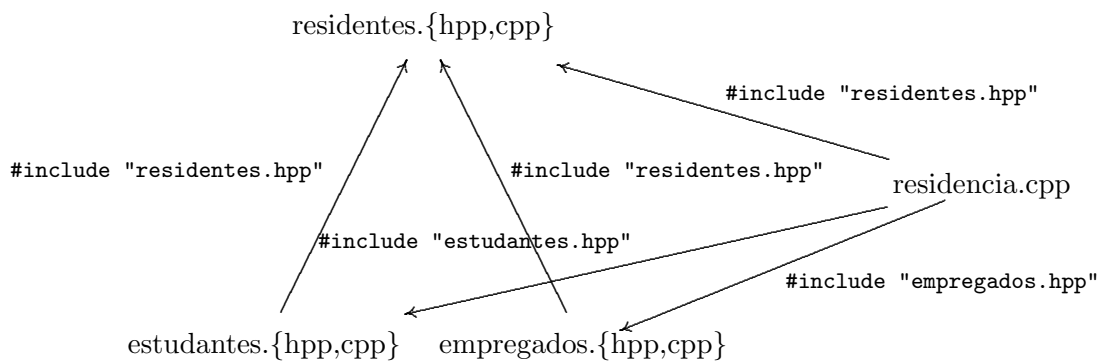 residentes.{hpp,cpp}
#include "residentes.hpp"
#include "residentes.hpp"
#include "residentes.hpp"
residencia.cpp
#include "estudantes.hpp"
#include "empregados.hpp"
estudantes.{hpp,cpp}
empregados.{hpp,cpp}